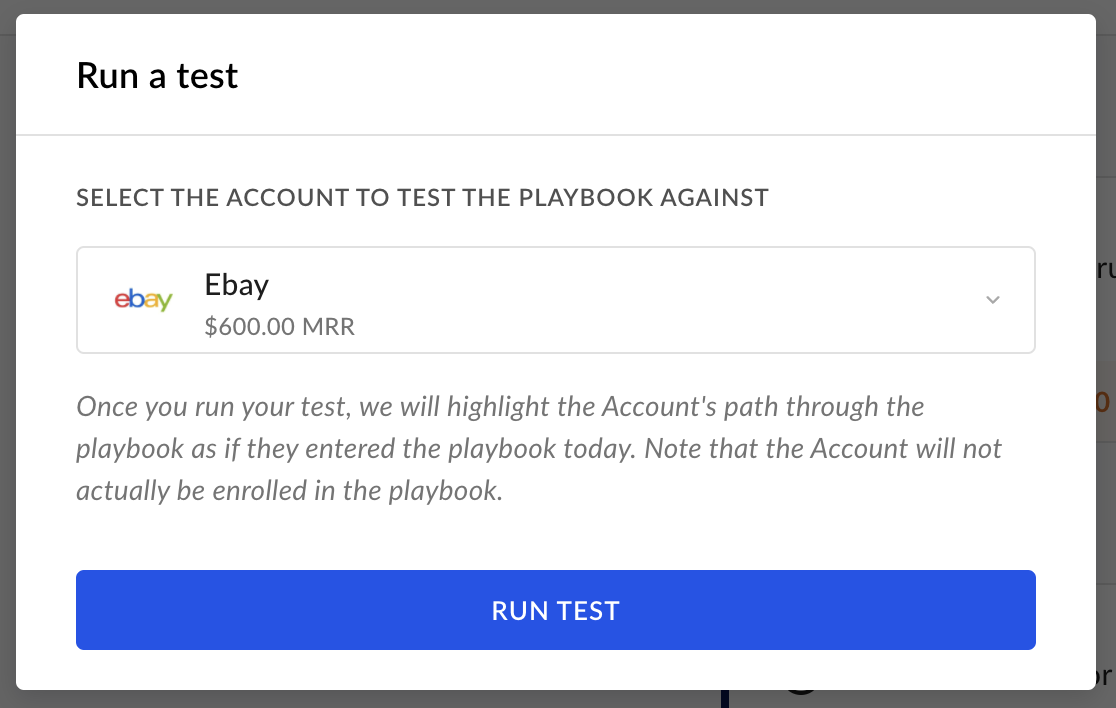 Run a test
SELECT THE ACCOUNT TO TEST THE PLAYBOOK AGAINST
ebay
Ebay
$600.00 MRR
Once you run your test, we will highlight the Account's path through the
playbook as if they entered the playbook today. Note that the Account will not
actually be enrolled in the playbook.
RUN TEST